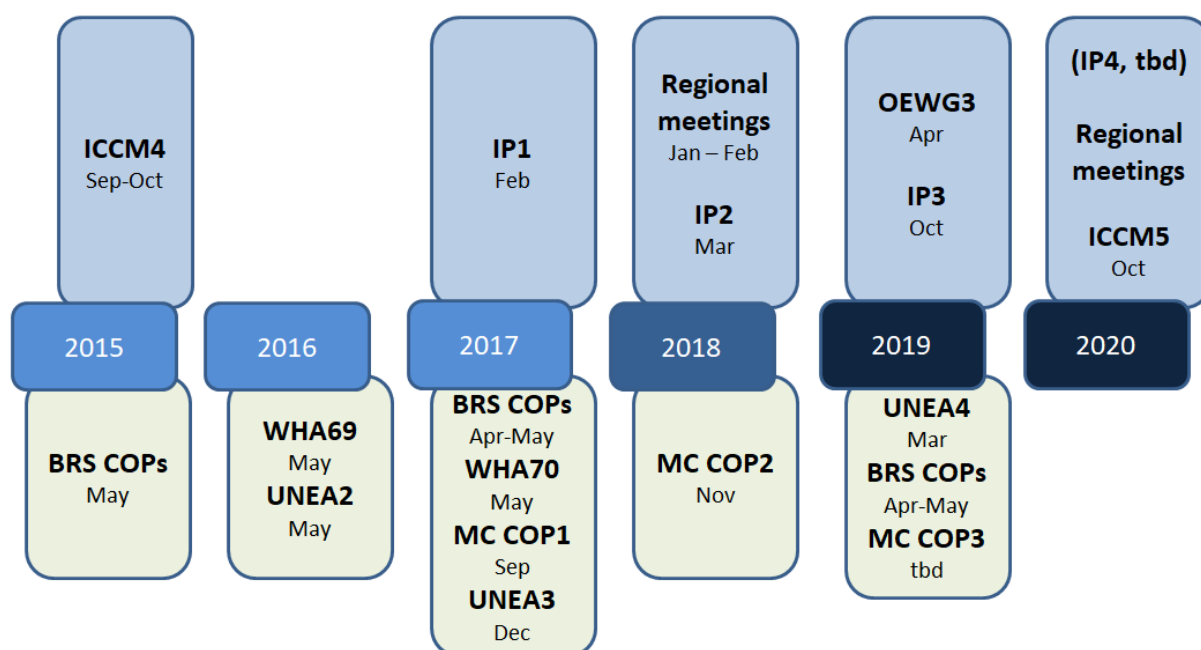 ICCM4
Sep-Oct
IP1
Feb
Regional
meetings
Jan – Feb
IP2
Mar
OEWG3
Apr
IP3
Oct
(IP4, tbd)
Regional
meetings
ICCM5
Oct
2015
2016
2017
2018
2019
2020
BRS COPs
May
WHA69
May
UNEA2
May
BRS COPs
Apr-May
WHA70
May
MC COP1
Sep
UNEA3
Dec
MC COP2
Nov
UNEA4
Mar
BRS COPs
Apr-May
MC COP3
tbd